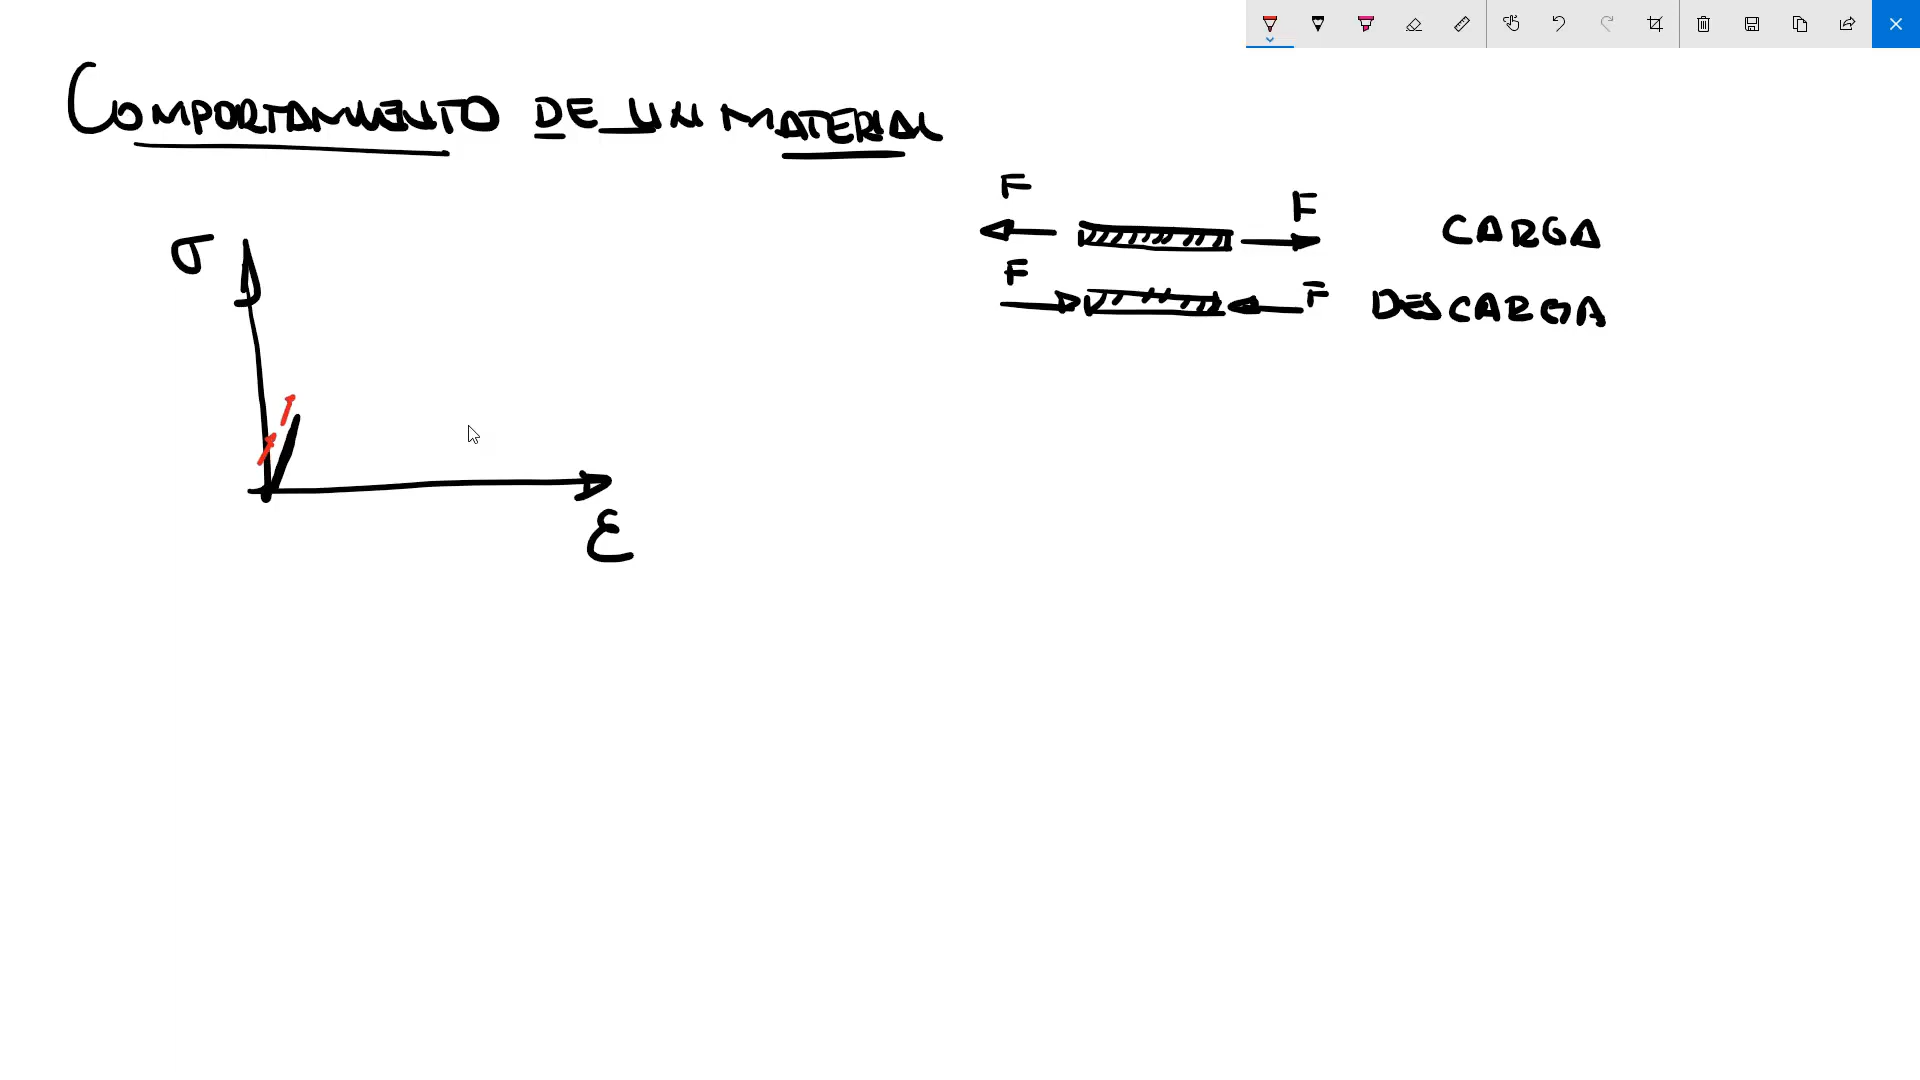 COMPORTAMIENTO DE UN MATERIAL
F F CARGA
F F DESCARGA
σ
ε